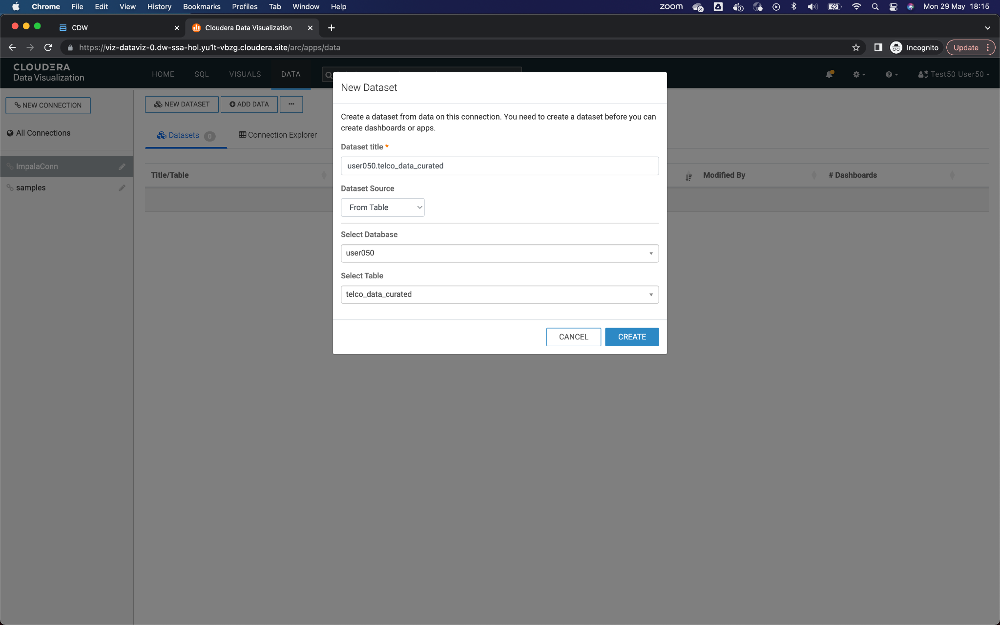 Chrome File Edit View History Bookmarks Profiles Tab Window Help zoom Mon 29 May 18:15
CDW Cloudera Data Visualization
https://viz-dataviz-0.dw-ssa-hol.yu1t-vbzg.cloudera.site/arc/apps/data Incognito Update
CLOUDERA
Data Visualization
HOME SQL VISUALS DATA Test50 User50
NEW CONNECTION
All Connections
ImpalaConn
samples
NEW DATASET ADD DATA ...
Datasets 0 Connection Explorer
Title/Table Modified By # Dashboards
New Dataset
Create a dataset from data on this connection. You need to create a dataset before you can
create dashboards or apps.
Dataset title *
user050.telco_data_curated
Dataset Source
From Table
Select Database
user050
Select Table
telco_data_curated
CANCEL CREATE